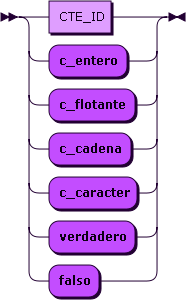 CTE_ID
c_entero
c_flotante
c_cadena
c_caracter
verdadero
falso